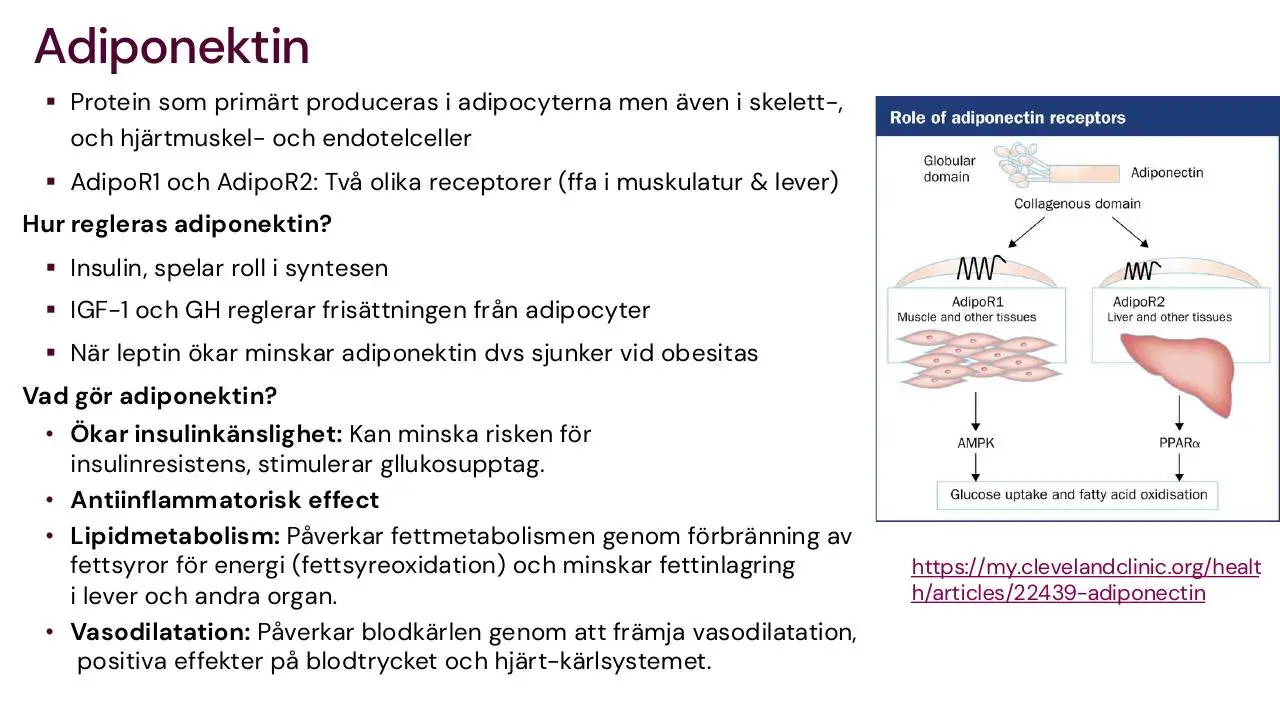 Adiponektin
▪ Protein som primärt produceras i adipocyterna men även i skelett-,
och hjärtmuskel- och endotelceller
▪ AdipoR1 och AdipoR2: Två olika receptorer (ffa i muskulatur & lever)
Hur regleras adiponektin?
▪ Insulin, spelar roll i syntesen
▪ IGF-1 och GH reglerar frisättningen från adipocyter
▪ När leptin ökar minskar adiponektin dvs sjunker vid obesitas
Vad gör adiponektin?
• Ökar insulinkänslighet: Kan minska risken för
insulinresistens, stimulerar gllukosupptag.
• Antiinflammatorisk effect
• Lipidmetabolism: Påverkar fettmetabolismen genom förbränning av
fettsyror för energi (fettsyreoxidation) och minskar fettinlagring
i lever och andra organ.
• Vasodilatation: Påverkar blodkärlen genom att främja vasodilatation,
positiva effekter på blodtrycket och hjärt-kärlsystemet.
Role of adiponectin receptors
Globular
domain
Adiponectin
Collagenous domain
AdipoR1
Muscle and other tissues
AdipoR2
Liver and other tissues
AMPK
PPARα
Glucose uptake and fatty acid oxidisation
https://my.clevelandclinic.org/healt
h/articles/22439-adiponectin